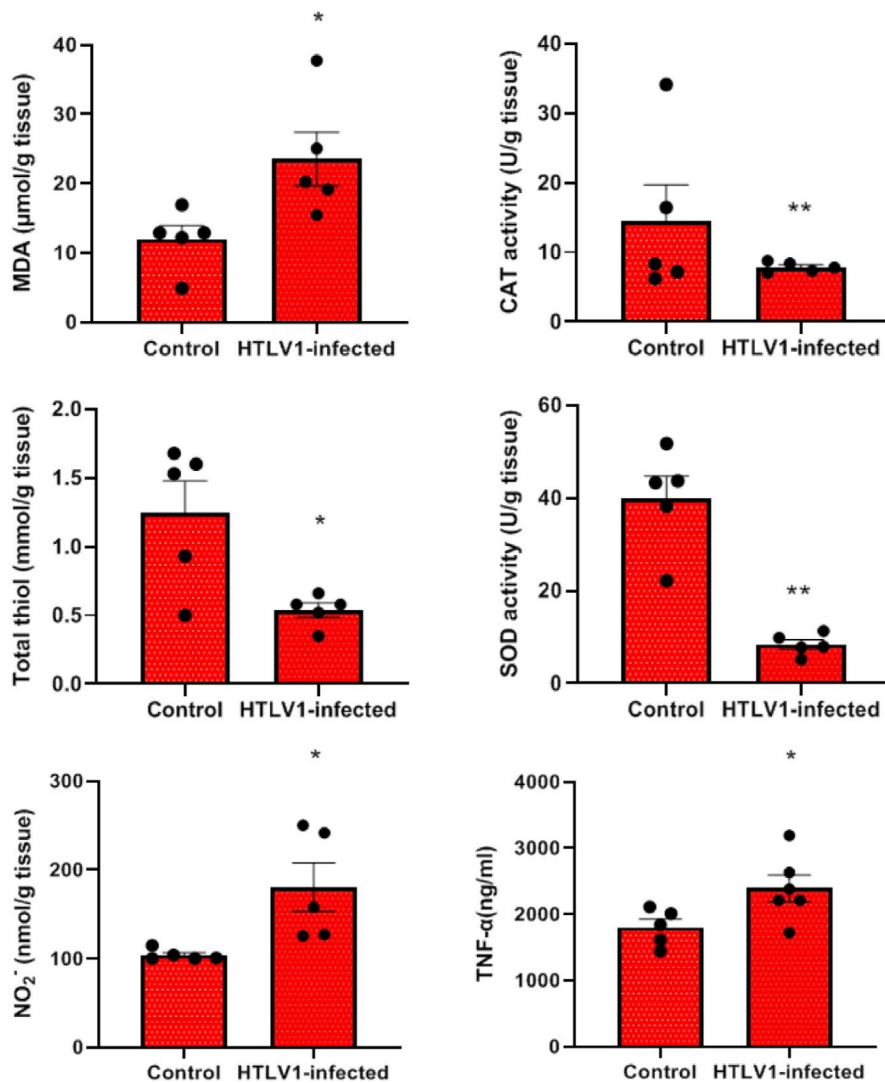 *
MDA (μmol/g tissue)
40
30
20
10
0
Control HTLV1-infected
**
CAT activity (U/g tissue)
40
30
20
10
0
Control HTLV1-infected
*
Total thiol (mmol/g tissue)
2.0
1.5
1.0
0.5
0.0
Control HTLV1-infected
**
SOD activity (U/g tissue)
60
40
20
0
Control HTLV1-infected
*
NO₂⁻ (nmol/g tissue)
300
200
100
0
Control HTLV1-infected
*
TNF-α(ng/ml)
4000
3000
2000
1000
0
Control HTLV1-infected